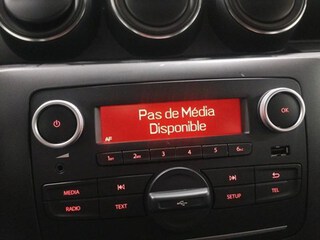 Pas de Média
Disponible
AF
OK
1
2
3
4
5
6
MEDIA
RADIO
TEXT
SETUP
TEL